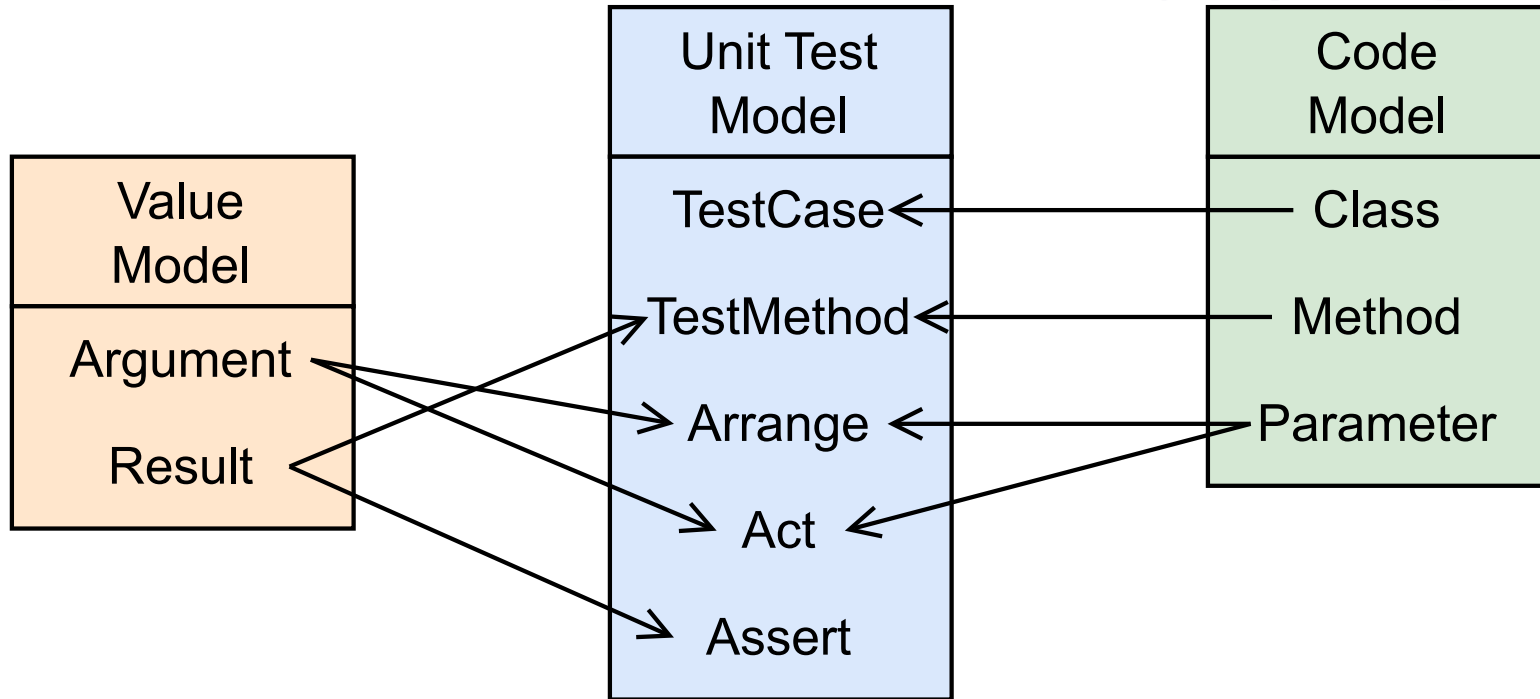 Value
Model
Argument
Result
Unit Test
Model
TestCase
TestMethod
Arrange
Act
Assert
Code
Model
Class
Method
Parameter